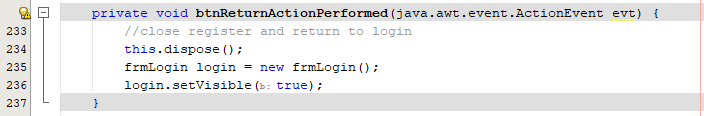 private void btnReturnActionPerformed(java.awt.event.ActionEvent evt) {
233 //close register and return to login
234 this.dispose();
235 frmLogin login = new frmLogin();
236 login.setVisible(b: true);
237 }